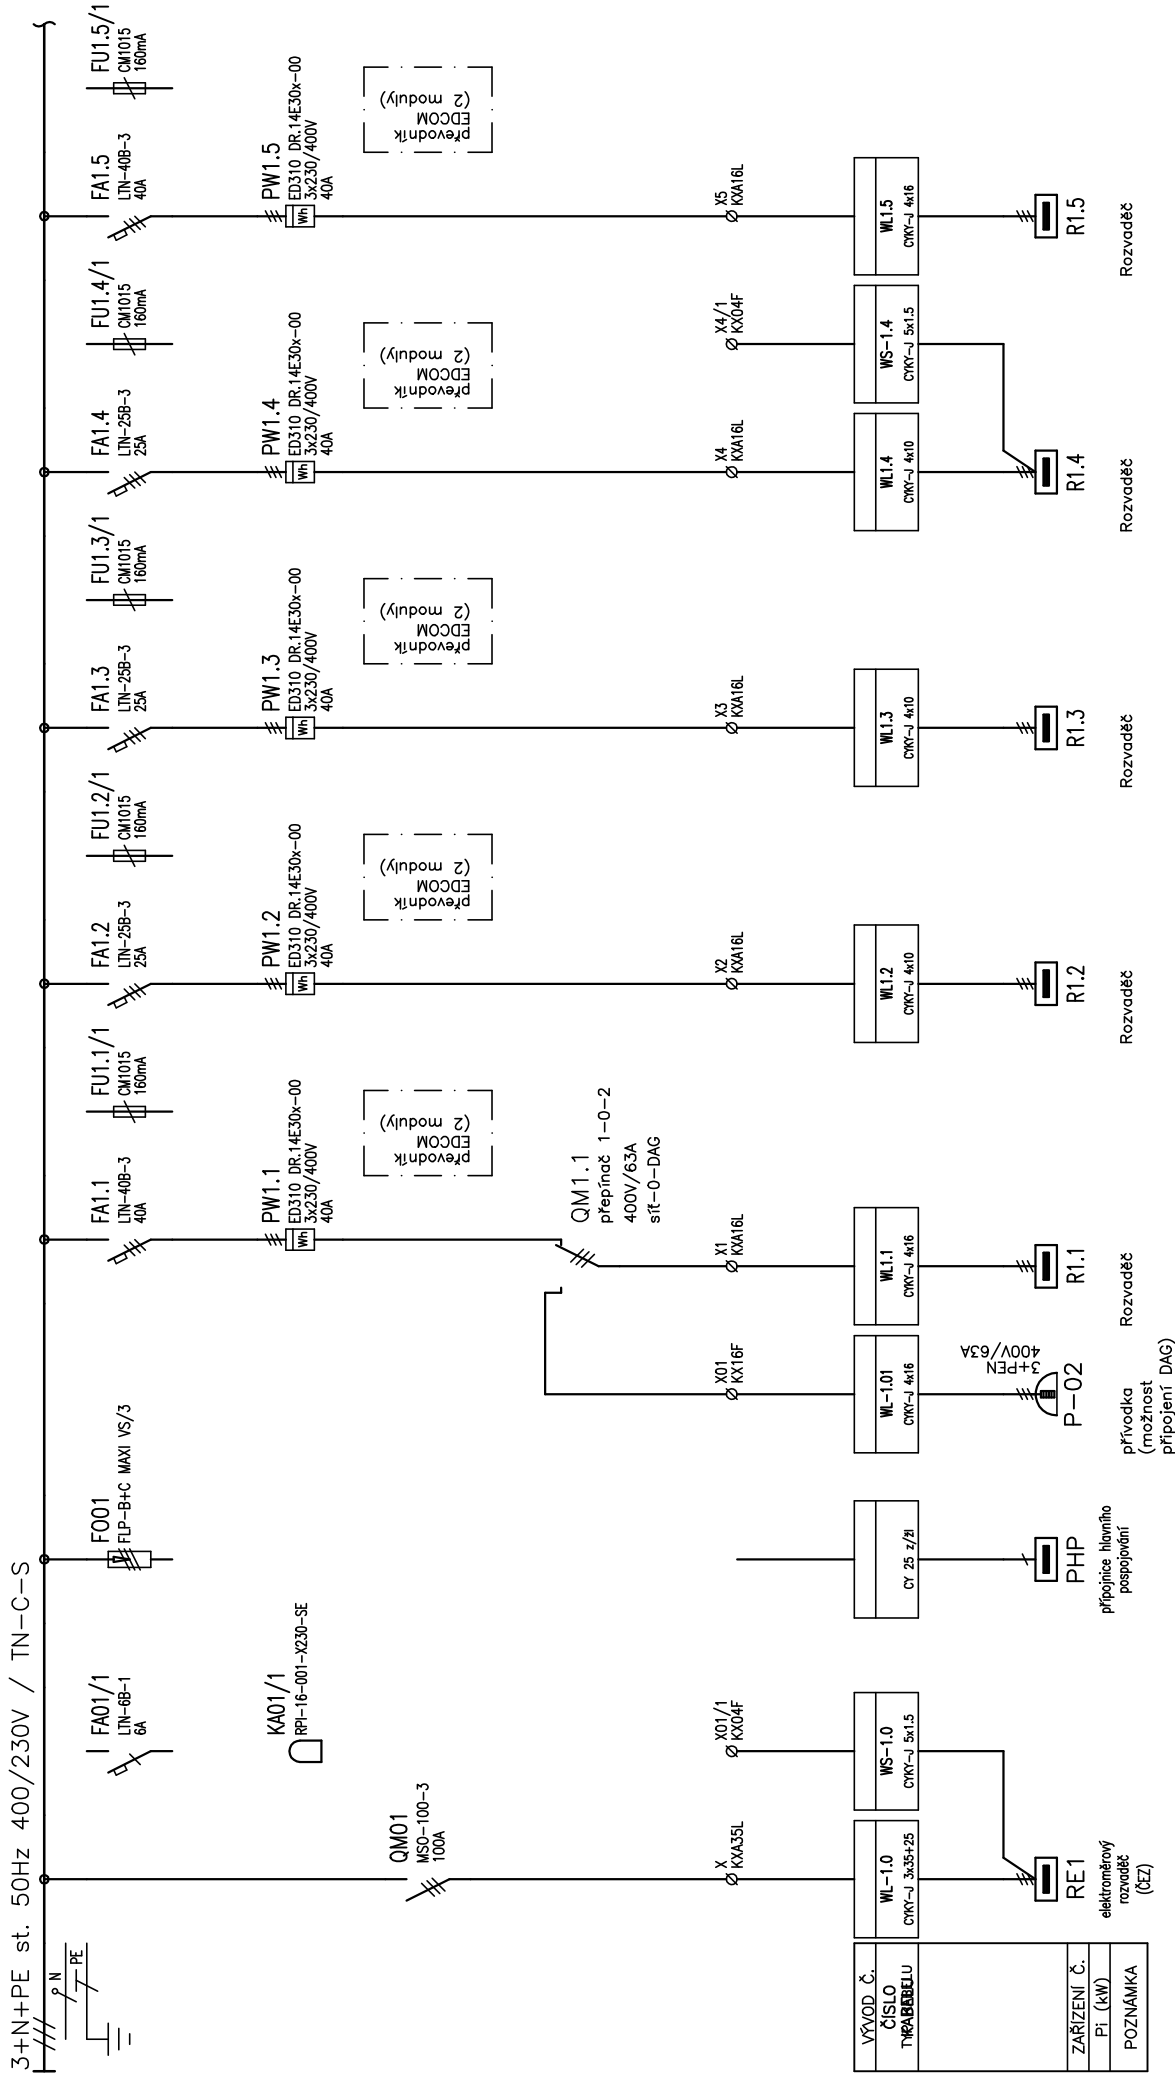 3+N+PE st. 50Hz 400/230V / TN-C-S
N
PE
FA01/1
LTN-6B-1
6A
F001
FLP-B+C MAXI VS/3
FA1.1
LTN-40B-3
40A
FU1.1/1
CM1015
160mA
FA1.2
LTN-25B-3
25A
FU1.2/1
CM1015
160mA
FA1.3
LTN-25B-3
25A
FU1.3/1
CM1015
160mA
FA1.4
LTN-25B-3
25A
FU1.4/1
CM1015
160mA
FA1.5
LTN-40B-3
40A
FU1.5/1
CM1015
160mA
KA01/1
RPI-16-001-X230-SE
PW1.1
ED310 DR.14E30x-00
3x230/400V
40A
Wh
PW1.2
ED310 DR.14E30x-00
3x230/400V
40A
Wh
PW1.3
ED310 DR.14E30x-00
3x230/400V
40A
Wh
PW1.4
ED310 DR.14E30x-00
3x230/400V
40A
Wh
PW1.5
ED310 DR.14E30x-00
3x230/400V
40A
Wh
převodník
EDCOM
(2 moduly)
převodník
EDCOM
(2 moduly)
převodník
EDCOM
(2 moduly)
převodník
EDCOM
(2 moduly)
převodník
EDCOM
(2 moduly)
QM01
MSO-100-3
100A
QM1.1
přepínač 1-0-2
400V/63A
síť-0-DAG
X
KXA35L
X01/1
KX04F
X01
KX16F
X1
KXA16L
X2
KXA16L
X3
KXA16L
X4
KXA16L
X4/1
KX04F
X5
KXA16L
VÝVOD Č.
ČÍSLO
KABELU
TYP KABELU
WL-1.0
CYKY-J 3x35+25
WS-1.0
CYKY-J 5x1.5
CY 25 z/žl
WL-1.01
CYKY-J 4x16
WL1.1
CYKY-J 4x16
WL1.2
CYKY-J 4x10
WL1.3
CYKY-J 4x10
WL1.4
CYKY-J 4x10
WS-1.4
CYKY-J 5x1.5
WL1.5
CYKY-J 4x16
3+PEN
400V/63A
ZAŘÍZENÍ Č.
Pi (kW)
POZNÁMKA
RE1
elektroměrový
rozvaděč
(ČEZ)
PHP
přípojnice hlavního
pospojování
P-02
přívodka
(možnost
připojení DAG)
R1.1
Rozvaděč
R1.2
Rozvaděč
R1.3
Rozvaděč
R1.4
Rozvaděč
R1.5
Rozvaděč